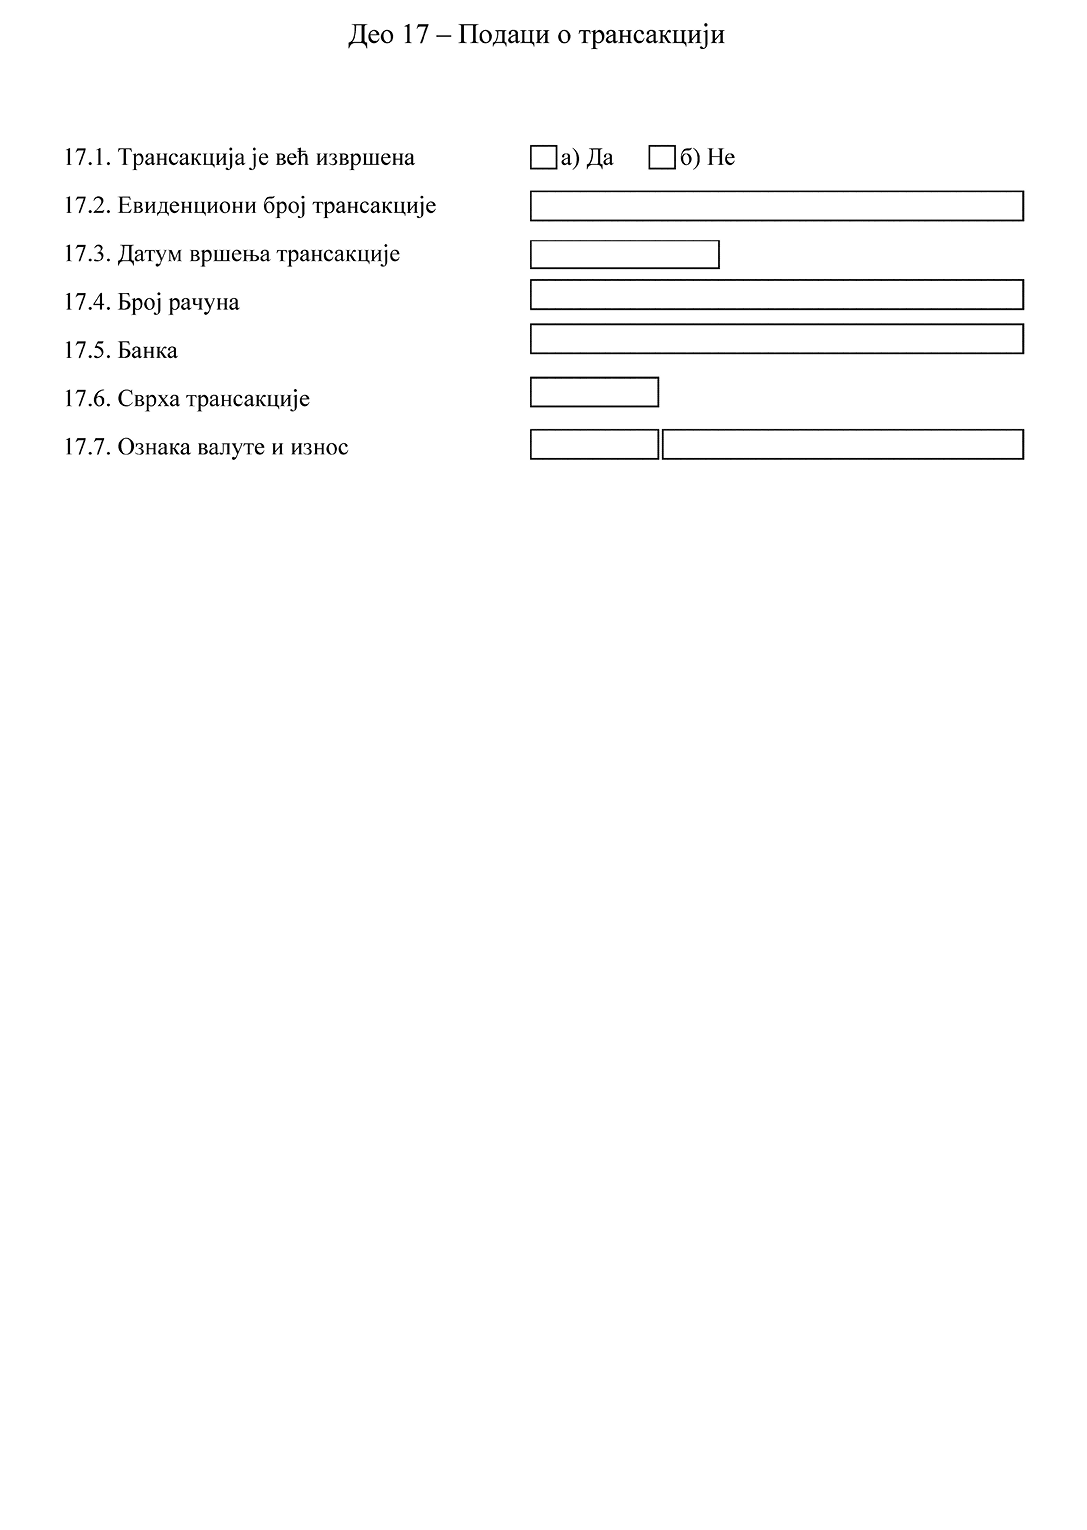 Део 17 – Подаци о трансакцији
17.1. Трансакција је већ извршена а) Да б) Не
17.2. Евиденциони број трансакције
17.3. Датум вршења трансакције
17.4. Број рачуна
17.5. Банка
17.6. Сврха трансакције
17.7. Ознака валуте и износ